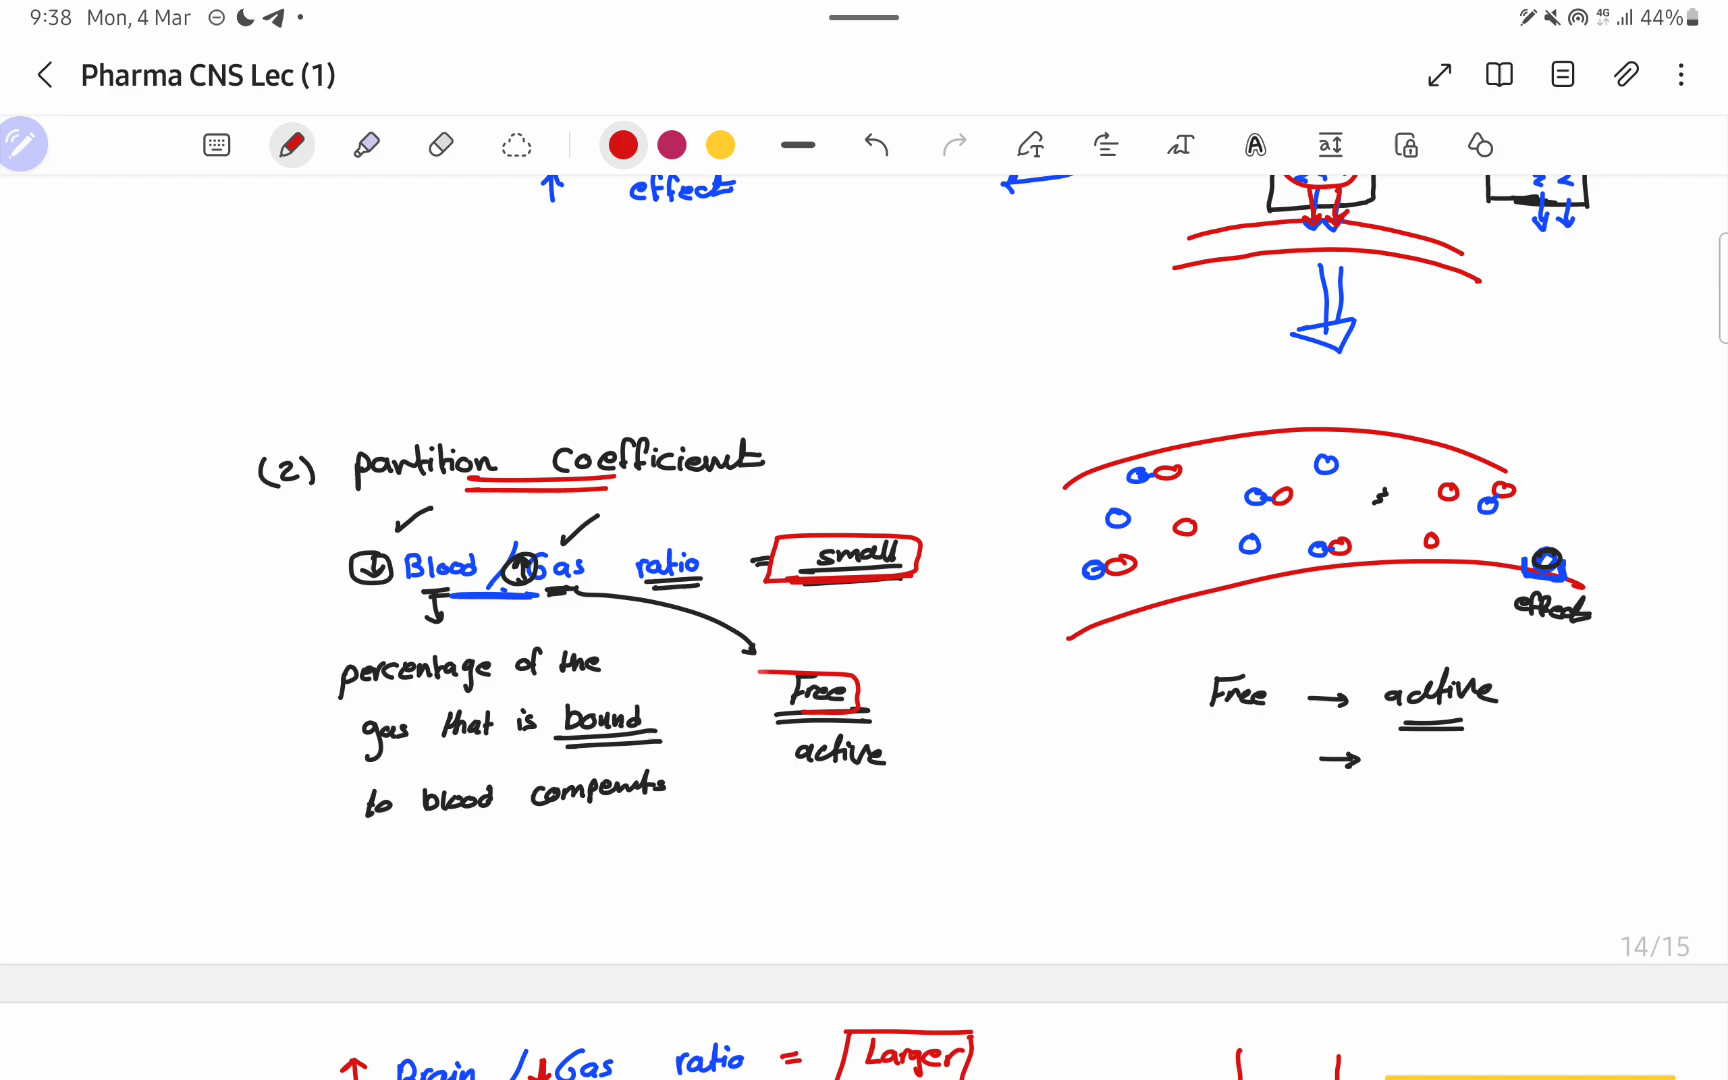 9:38 Mon, 4 Mar
4G 44%
Pharma CNS Lec (1)
↑ effect
(2) partition coefficient
↓ Blood / ↑ Gas ratio = small
effect
percentage of the
gas that is bound
to blood compenuts
Free
active
Free → active
→
14/15
↑ Brain / ↓ Gas ratio = Larger